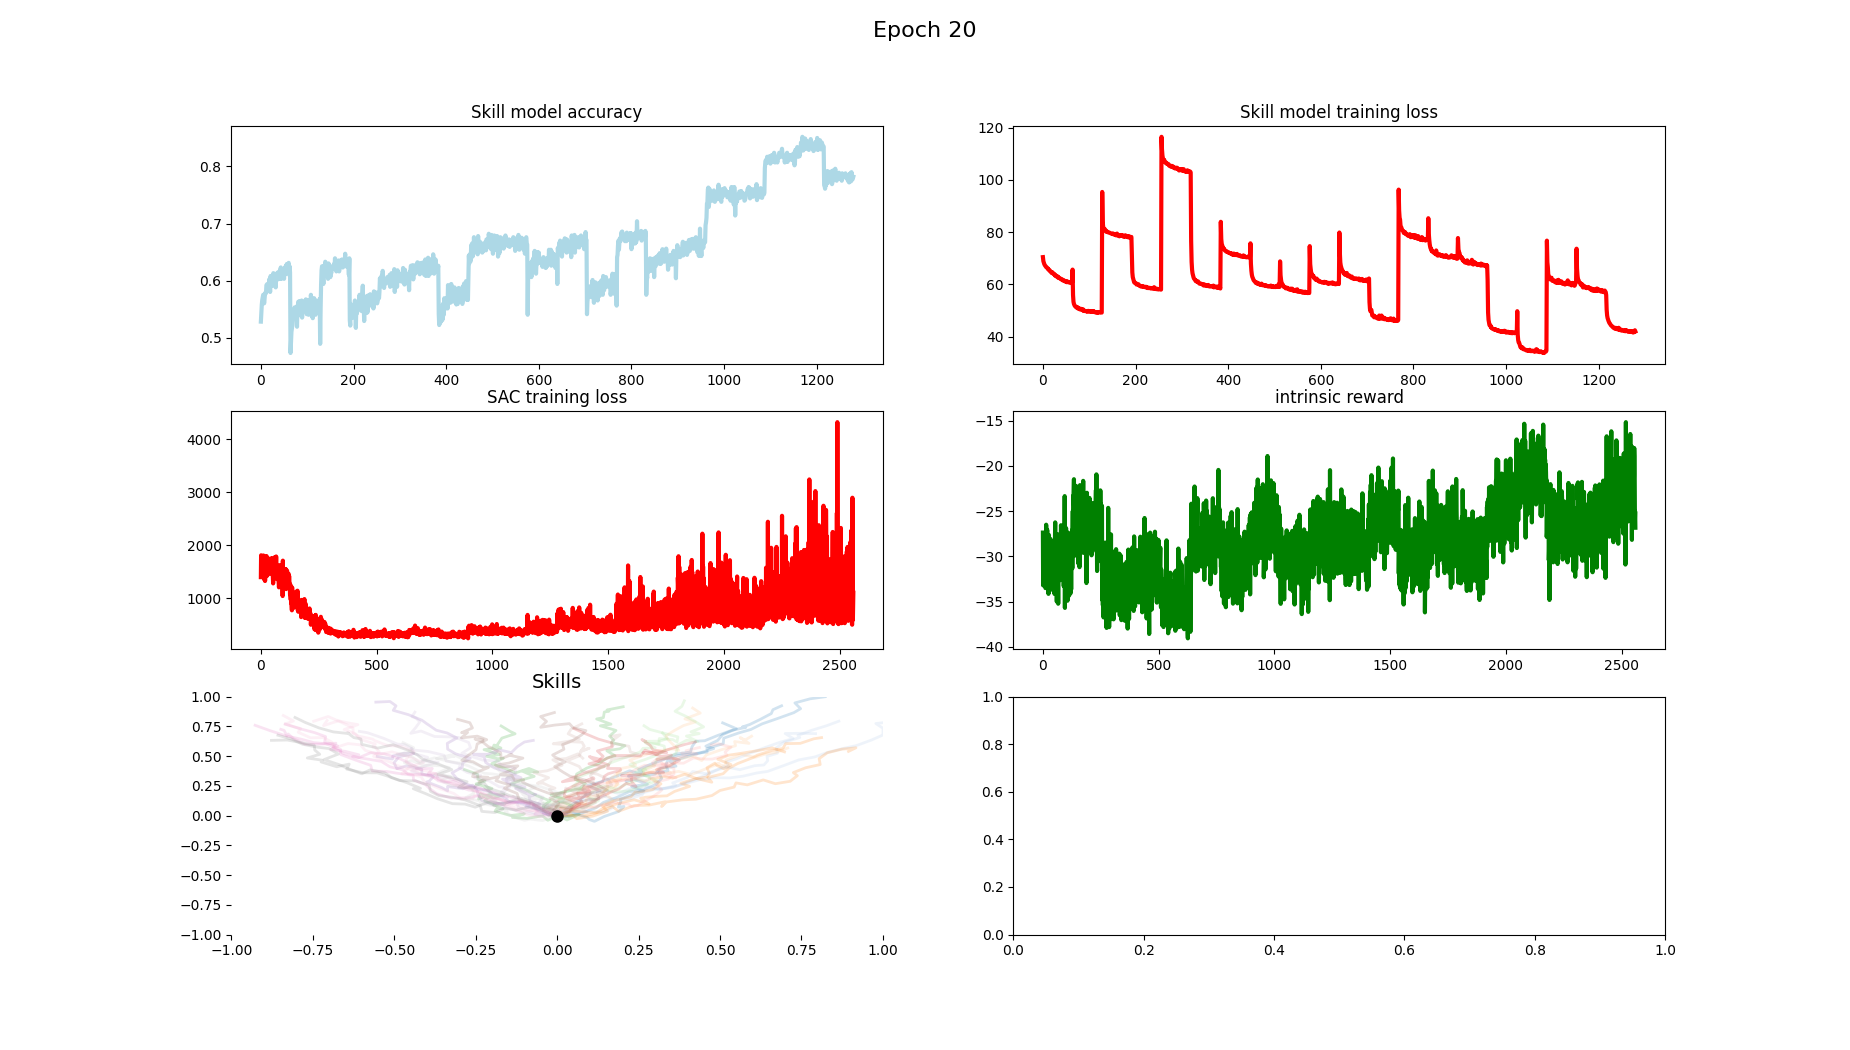 Epoch 20
Skill model accuracy
0.8
0.7
0.6
0.5
0 200 400 600 800 1000 1200
Skill model training loss
120
100
80
60
40
0 200 400 600 800 1000 1200
SAC training loss
4000
3000
2000
1000
0 500 1000 1500 2000 2500
intrinsic reward
−15
−20
−25
−30
−35
−40
0 500 1000 1500 2000 2500
Skills
1.00
0.75
0.50
0.25
0.00
−0.25
−0.50
−0.75
−1.00
−1.00 −0.75 −0.50 −0.25 0.00 0.25 0.50 0.75 1.00
1.0
0.8
0.6
0.4
0.2
0.0
0.0 0.2 0.4 0.6 0.8 1.0